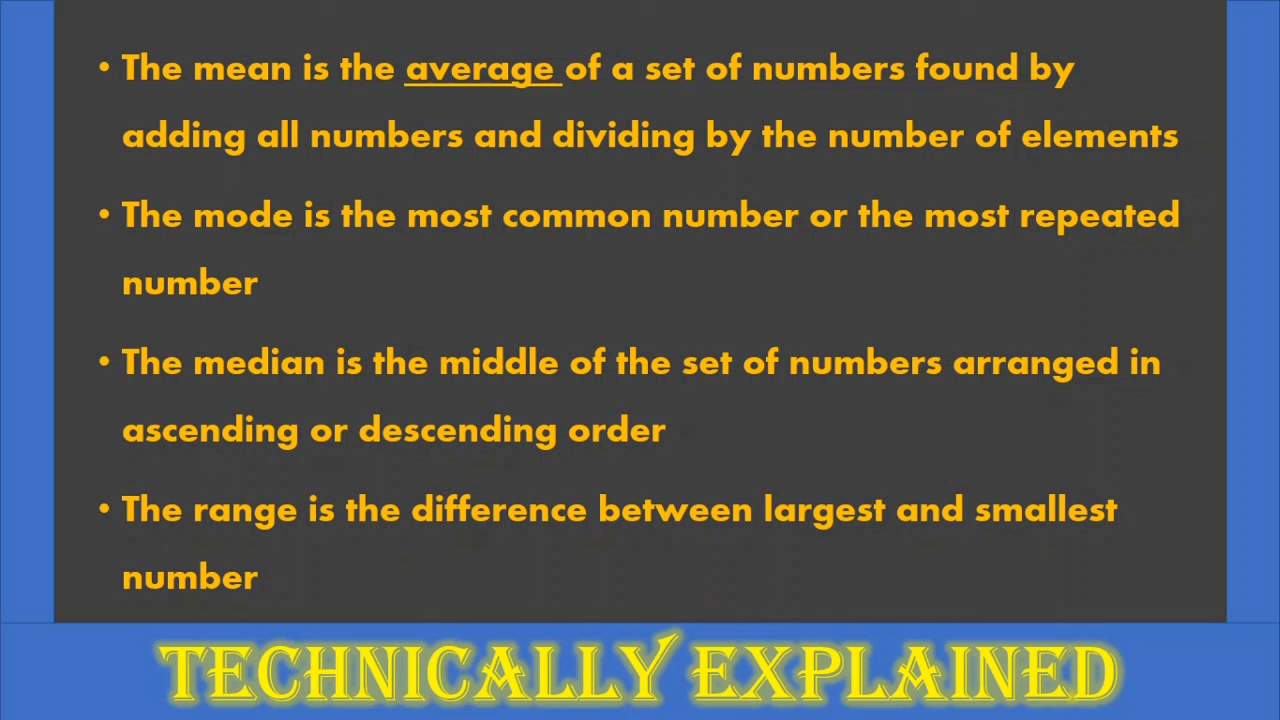 • The mean is the average of a set of numbers found by
adding all numbers and dividing by the number of elements
• The mode is the most common number or the most repeated
number
• The median is the middle of the set of numbers arranged in
ascending or descending order
• The range is the difference between largest and smallest
number
TECHNICALLY EXPLAINED